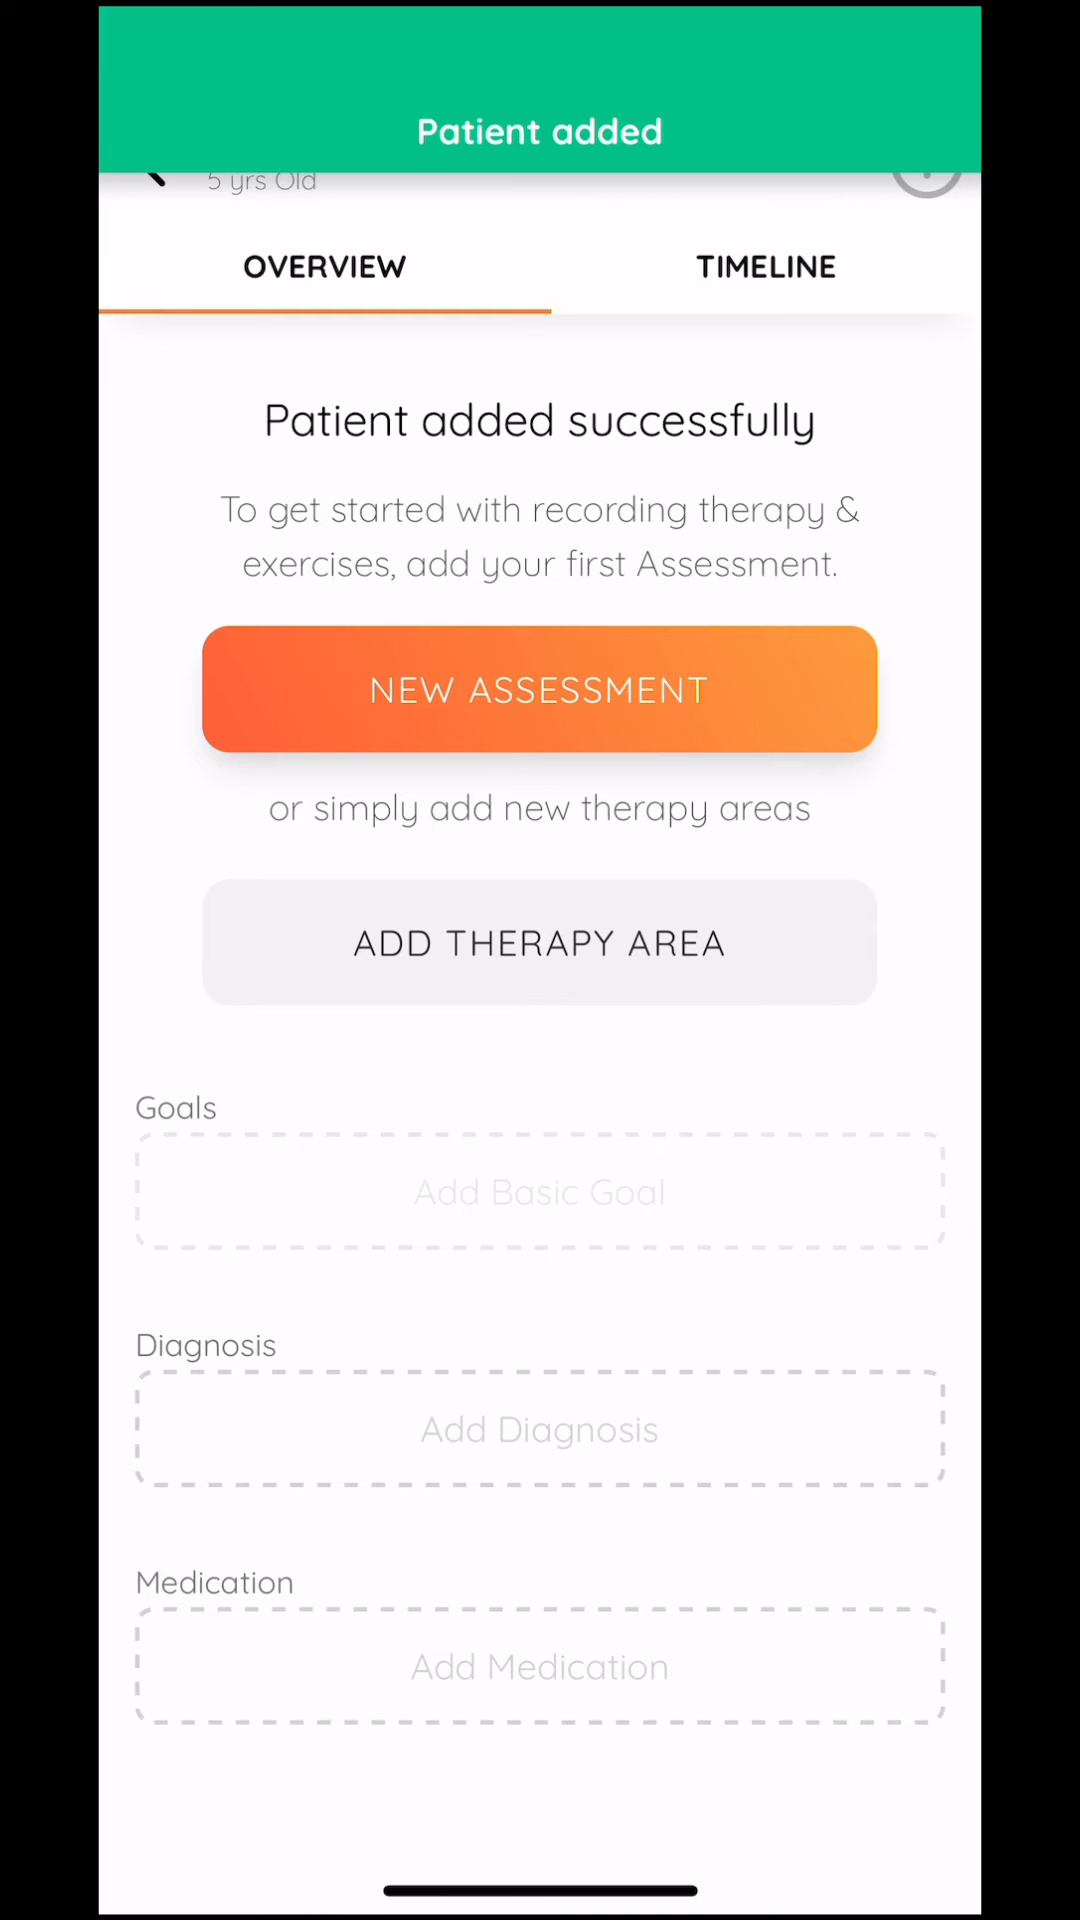 Patient added
5 yrs Old
OVERVIEW
TIMELINE
Patient added successfully
To get started with recording therapy &
exercises, add your first Assessment.
NEW ASSESSMENT
or simply add new therapy areas
ADD THERAPY AREA
Goals
Add Basic Goal
Diagnosis
Add Diagnosis
Medication
Add Medication